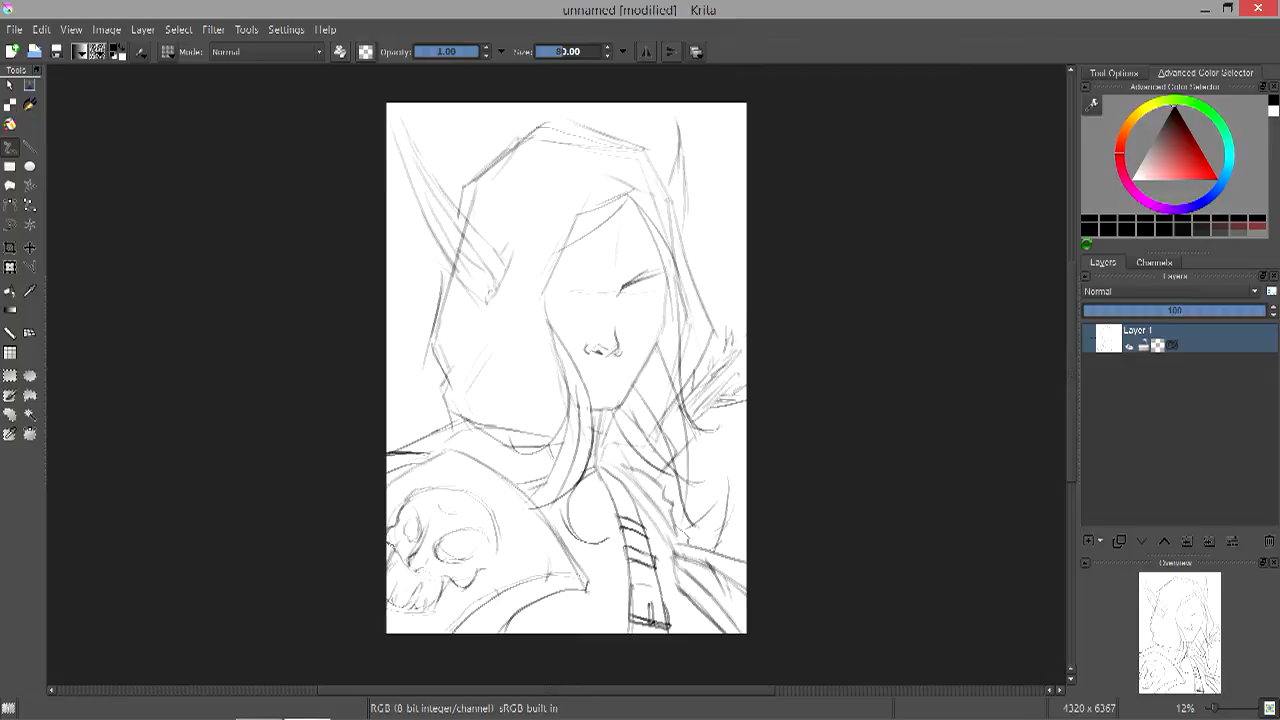 unnamed [modified] - Krita
File Edit View Image Layer Select Filter Tools Settings Help
Mode: Normal Opacity: 1.00 Size: 80.00
Tools
Tool Options Advanced Color Selector
Advanced Color Selector
Layers Channels
Layers
Normal
100
Layer 1
Overview
RGB (8 bit integer/channel) sRGB built in 4320 x 6367 12%